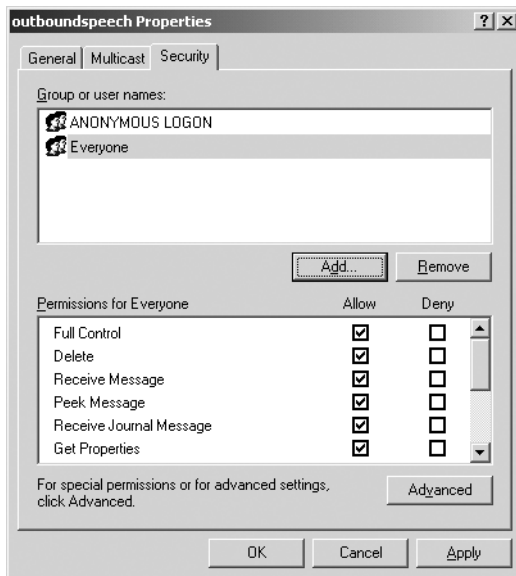 outboundspeech Properties
General Multicast Security
Group or user names:
ANONYMOUS LOGON
Everyone
Add... Remove
Permissions for Everyone Allow Deny
Full Control
Delete
Receive Message
Peek Message
Receive Journal Message
Get Properties
For special permissions or for advanced settings,
click Advanced.
Advanced
OK Cancel Apply